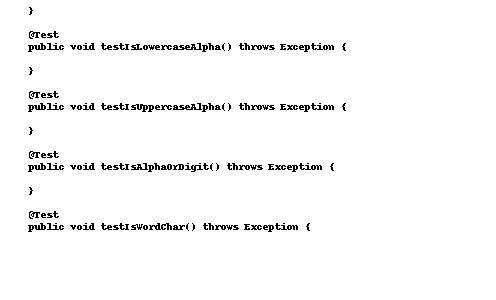 }
@Test
public void testIsLowercaseAlpha() throws Exception {
}
@Test
public void testIsUppercaseAlpha() throws Exception {
}
@Test
public void testIsAlphaOrDigit() throws Exception {
}
@Test
public void testIsWordChar() throws Exception {